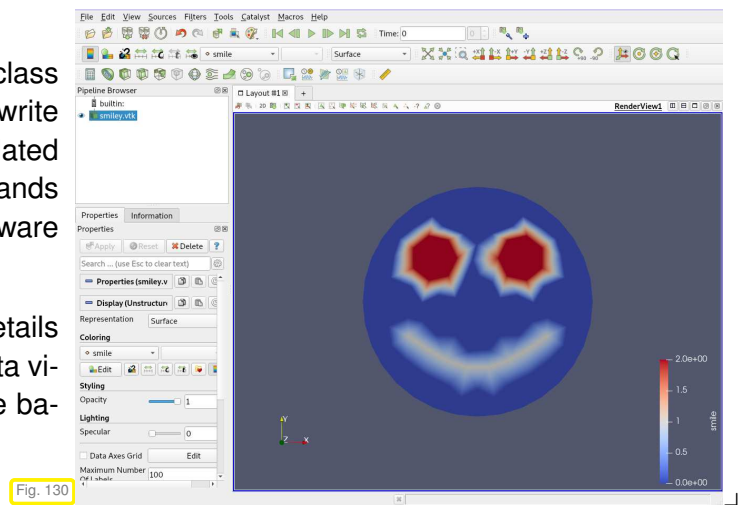 class
write
ated
ands
ware
etails
ta vi-
e ba-
Fig. 130
File Edit View Sources Filters Tools Catalyst Macros Help
Time: 0
smile
Surface
Pipeline Browser
builtin:
smiley.vtk
Properties Information
Properties
Apply Reset Delete ?
Search ... (use Esc to clear text)
Properties (smiley.v
Display (Unstructur
Representation Surface
Coloring
smile
Edit
Styling
Opacity 1
Lighting
Specular 0
Data Axes Grid Edit
Maximum Number 100
Of Labels
Layout #1 +
RenderView1
Y
Z X
2.0e+00
1.5
1
0.5
0.0e+00
smile